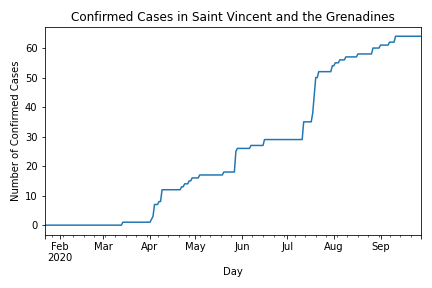 Confirmed Cases in Saint Vincent and the Grenadines
60
50
40
30
20
10
0
Number of Confirmed Cases
Feb Mar Apr May Jun Jul Aug Sep
2020
Day